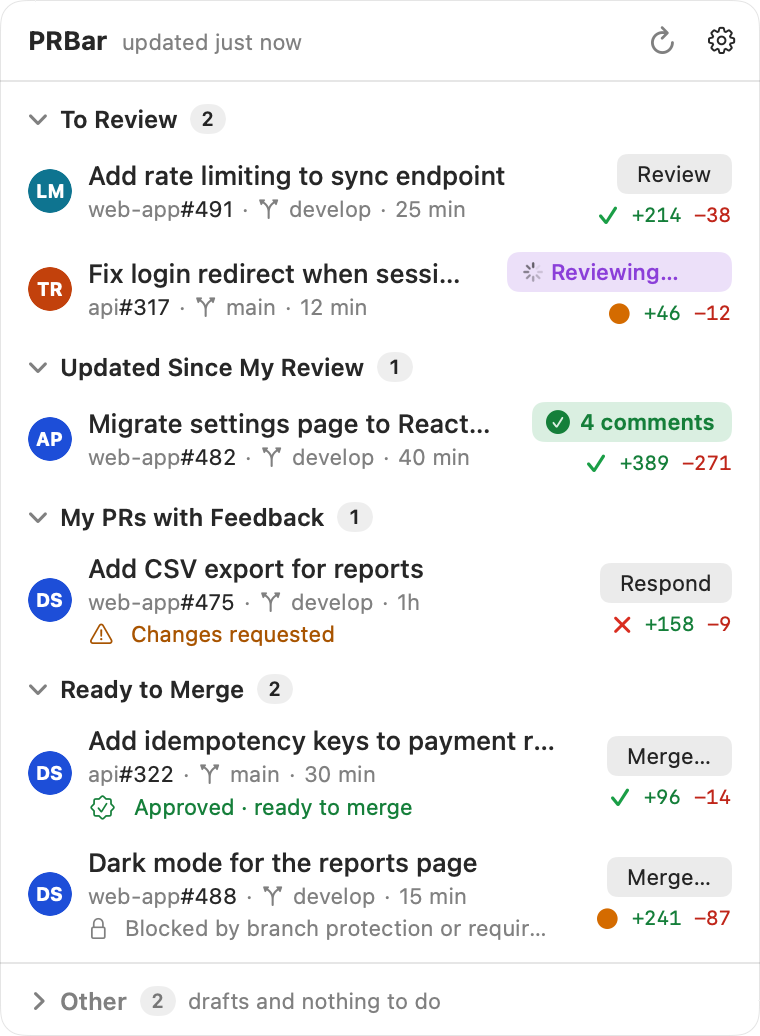 PRBar updated just now
To Review 2
LM Add rate limiting to sync endpoint Review
web-app#491 · develop · 25 min +214 −38
TR Fix login redirect when sessi... Reviewing...
api#317 · main · 12 min +46 −12
Updated Since My Review 1
AP Migrate settings page to React... 4 comments
web-app#482 · develop · 40 min +389 −271
My PRs with Feedback 1
DS Add CSV export for reports Respond
web-app#475 · develop · 1h +158 −9
Changes requested
Ready to Merge 2
DS Add idempotency keys to payment r... Merge...
api#322 · main · 30 min +96 −14
Approved · ready to merge
DS Dark mode for the reports page Merge...
web-app#488 · develop · 15 min +241 −87
Blocked by branch protection or requir...
Other 2 drafts and nothing to do